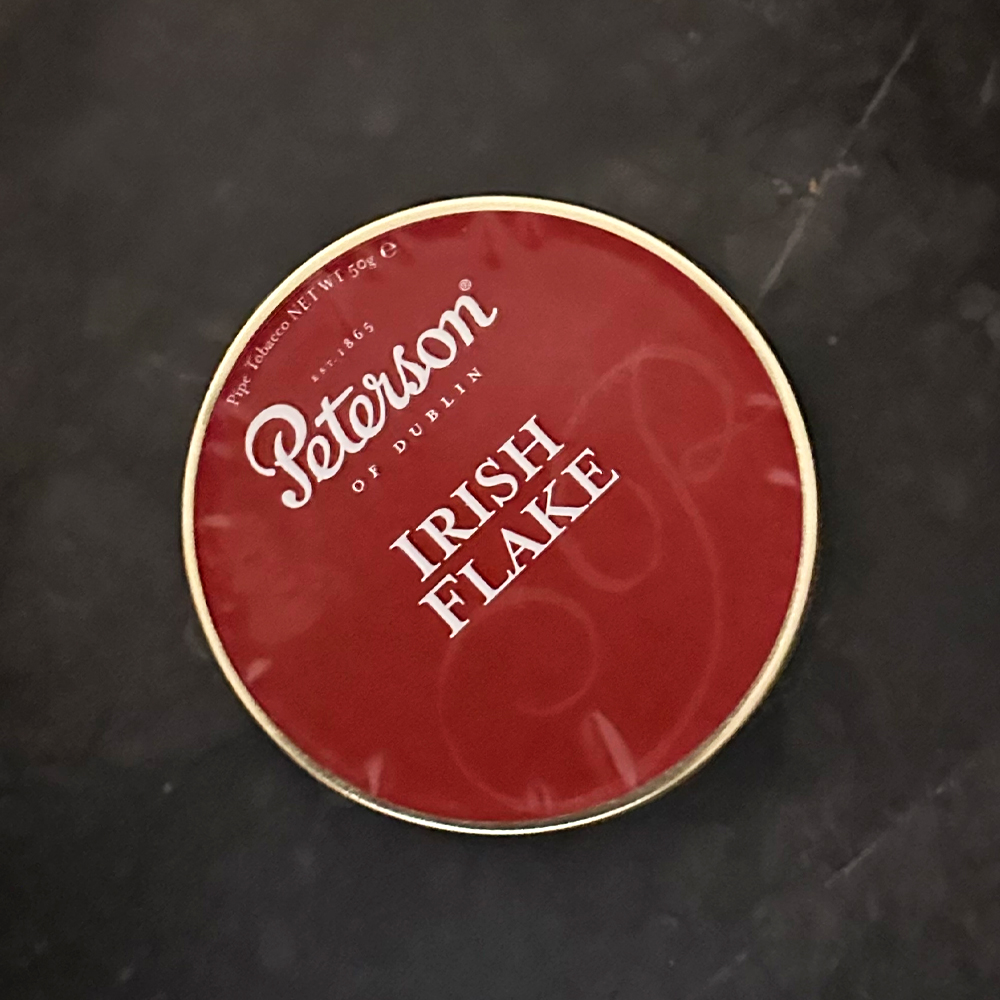 Pipe Tobacco NET WT 50g ℮
EST. 1865
Peterson®
OF DUBLIN
IRISH
FLAKE